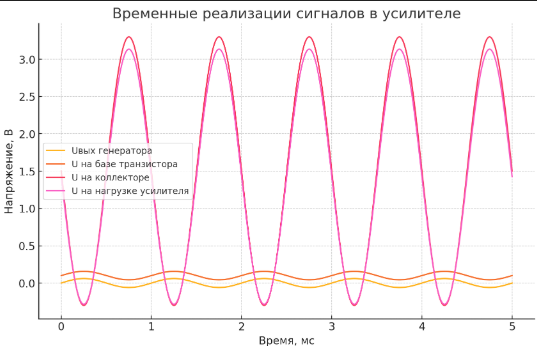 Временные реализации сигналов в усилителе
Напряжение, В
3.0
2.5
2.0
1.5
1.0
0.5
0.0
Uвых генератора
U на базе транзистора
U на коллекторе
U на нагрузке усилителя
0 1 2 3 4 5
Время, мс